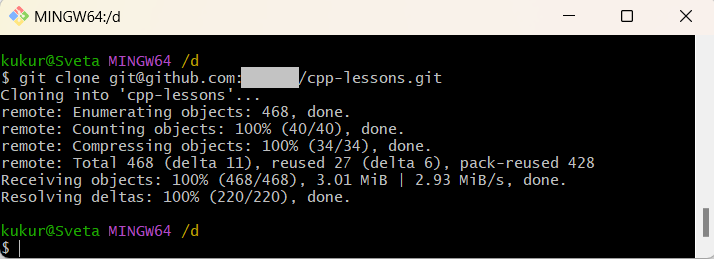 MINGW64:/d
kukur@Sveta MINGW64 /d
$ git clone git@github.com: /cpp-lessons.git
Cloning into 'cpp-lessons'...
remote: Enumerating objects: 468, done.
remote: Counting objects: 100% (40/40), done.
remote: Compressing objects: 100% (34/34), done.
remote: Total 468 (delta 11), reused 27 (delta 6), pack-reused 428
Receiving objects: 100% (468/468), 3.01 MiB | 2.93 MiB/s, done.
Resolving deltas: 100% (220/220), done.
kukur@Sveta MINGW64 /d
$